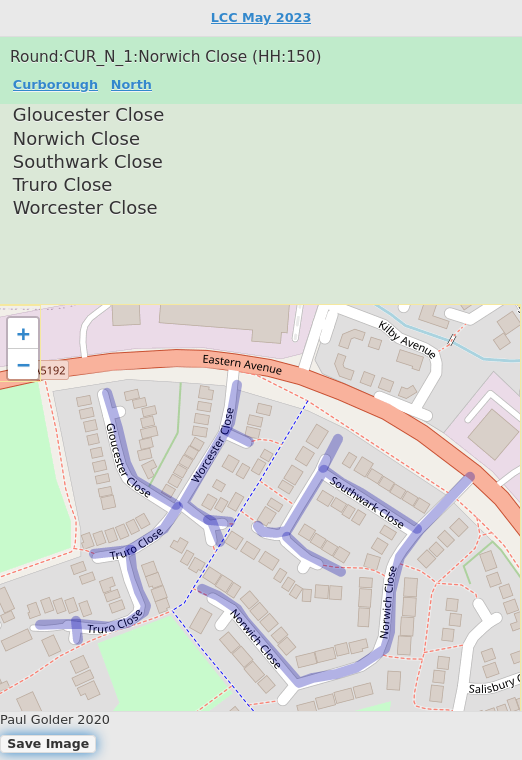 LCC May 2023
Round:CUR_N_1:Norwich Close (HH:150)
Curborough North
Gloucester Close
Norwich Close
Southwark Close
Truro Close
Worcester Close
+
−
Kilby Avenue
Eastern Avenue
5192
Gloucester Close
Worcester Close
Southwark Close
Truro Close
Norwich Close
Truro Close
Norwich Close
Salisbury
Paul Golder 2020
Save Image